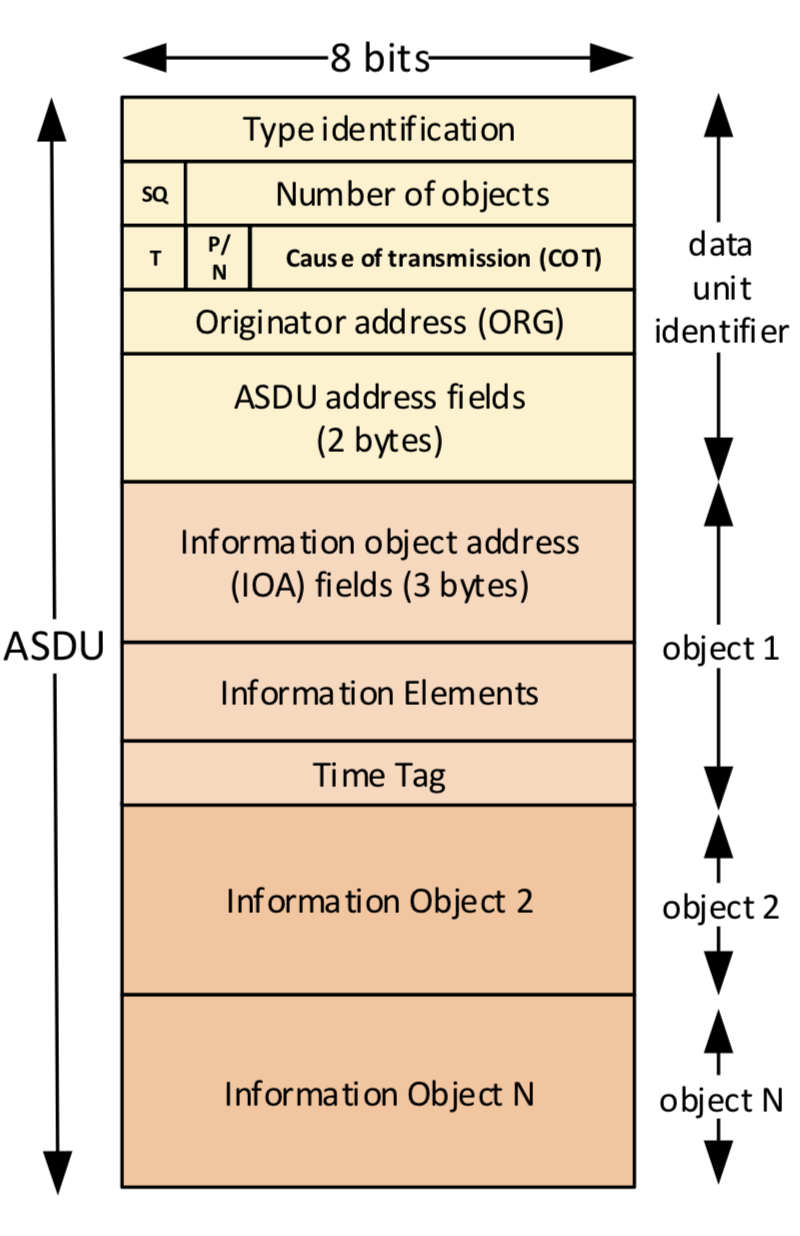 8 bits
Type identification
SQ
Number of objects
T
P/
N
Cause of transmission (COT)
Originator address (ORG)
ASDU address fields
(2 bytes)
data
unit
identifier
Information object address
(IOA) fields (3 bytes)
Information Elements
Time Tag
object 1
ASDU
Information Object 2
object 2
Information Object N
object N